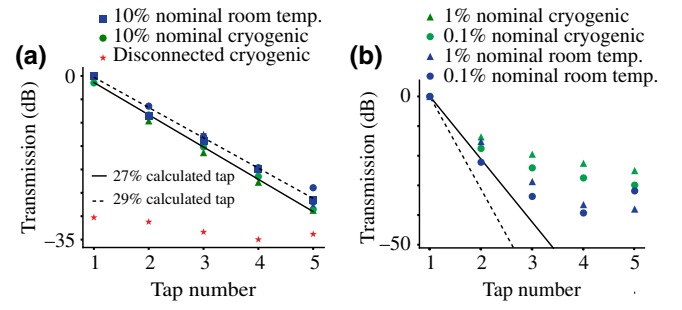 10% nominal room temp.
10% nominal cryogenic
Disconnected cryogenic
(a)
0
Transmission (dB)
27% calculated tap
29% calculated tap
−35
1 2 3 4 5
Tap number
1% nominal cryogenic
0.1% nominal cryogenic
1% nominal room temp.
0.1% nominal room temp.
(b)
0
Transmission (dB)
−50
1 2 3 4 5
Tap number